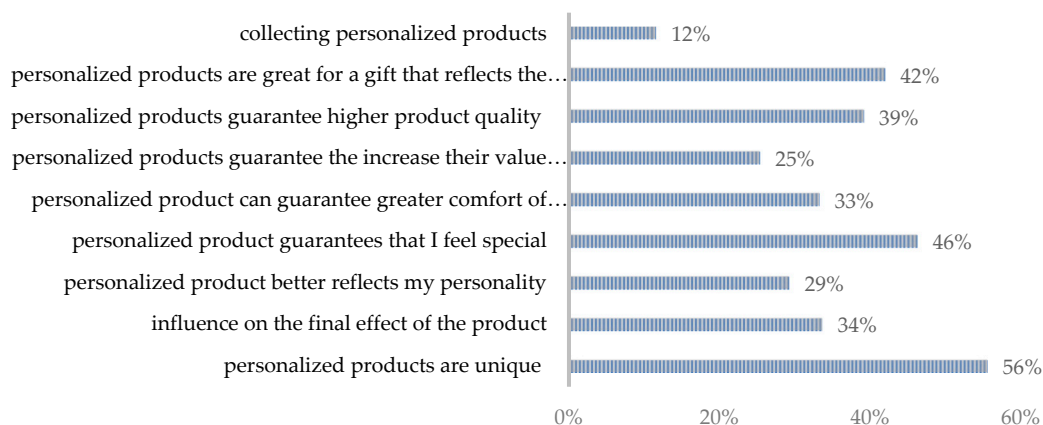 collecting personalized products 12%
personalized products are great for a gift that reflects the… 42%
personalized products guarantee higher product quality 39%
personalized products guarantee the increase their value… 25%
personalized product can guarantee greater comfort of… 33%
personalized product guarantees that I feel special 46%
personalized product better reflects my personality 29%
influence on the final effect of the product 34%
personalized products are unique 56%
0% 20% 40% 60%